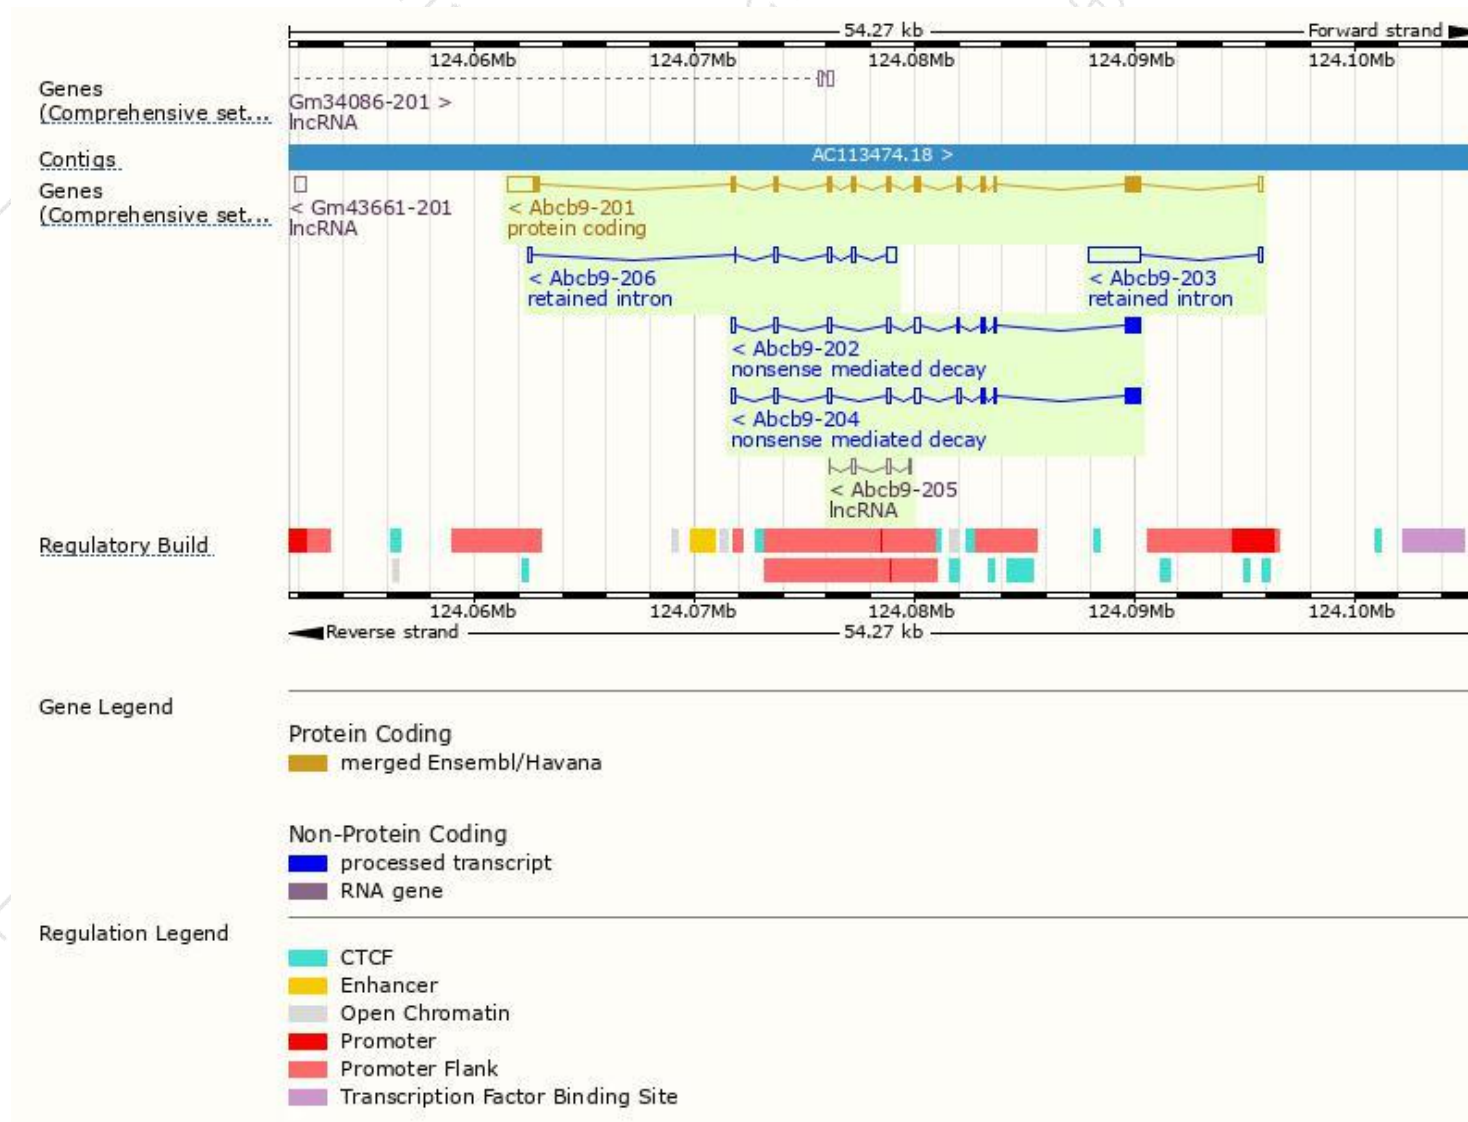 54.27 kb
Forward strand
124.06Mb 124.07Mb 124.08Mb 124.09Mb 124.10Mb
Genes
(Comprehensive set...
Gm34086-201 >
lncRNA
Contigs
AC113474.18 >
Genes
(Comprehensive set...
< Gm43661-201
lncRNA
< Abcb9-201
protein coding
< Abcb9-206
retained intron
< Abcb9-203
retained intron
< Abcb9-202
nonsense mediated decay
< Abcb9-204
nonsense mediated decay
< Abcb9-205
lncRNA
Regulatory Build
124.06Mb 124.07Mb 124.08Mb 124.09Mb 124.10Mb
Reverse strand
54.27 kb
Gene Legend
Protein Coding
merged Ensembl/Havana
Non-Protein Coding
processed transcript
RNA gene
Regulation Legend
CTCF
Enhancer
Open Chromatin
Promoter
Promoter Flank
Transcription Factor Binding Site